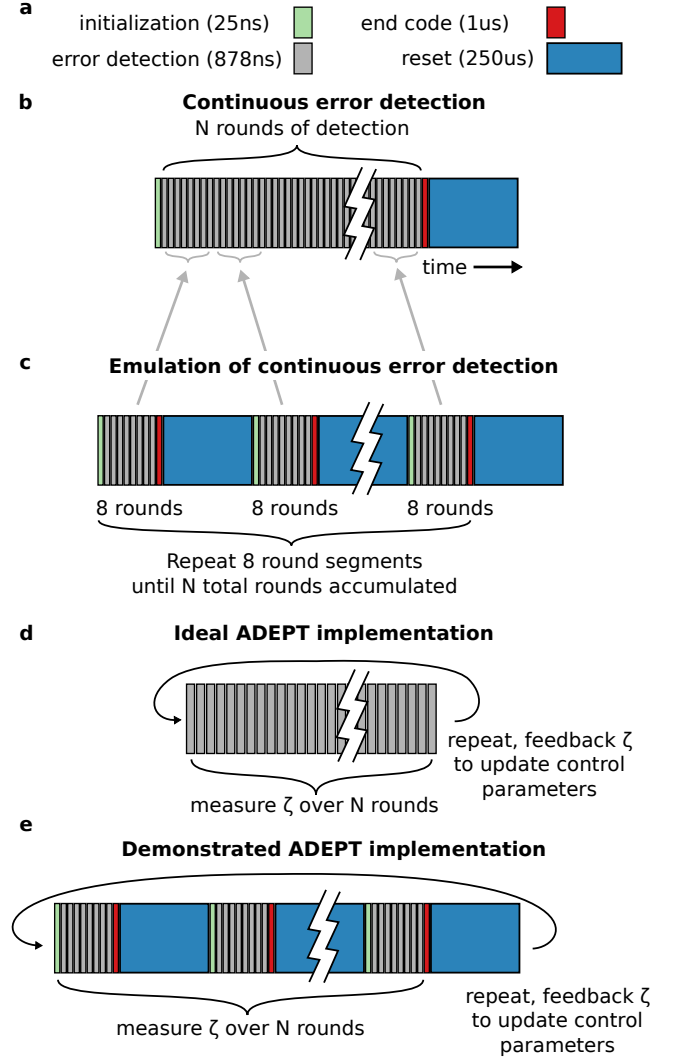 a
initialization (25ns)
end code (1us)
error detection (878ns)
reset (250us)
b
Continuous error detection
N rounds of detection
time
c
Emulation of continuous error detection
8 rounds
8 rounds
8 rounds
Repeat 8 round segments
until N total rounds accumulated
d
Ideal ADEPT implementation
repeat, feedback ζ
to update control
parameters
measure ζ over N rounds
e
Demonstrated ADEPT implementation
repeat, feedback ζ
to update control
parameters
measure ζ over N rounds